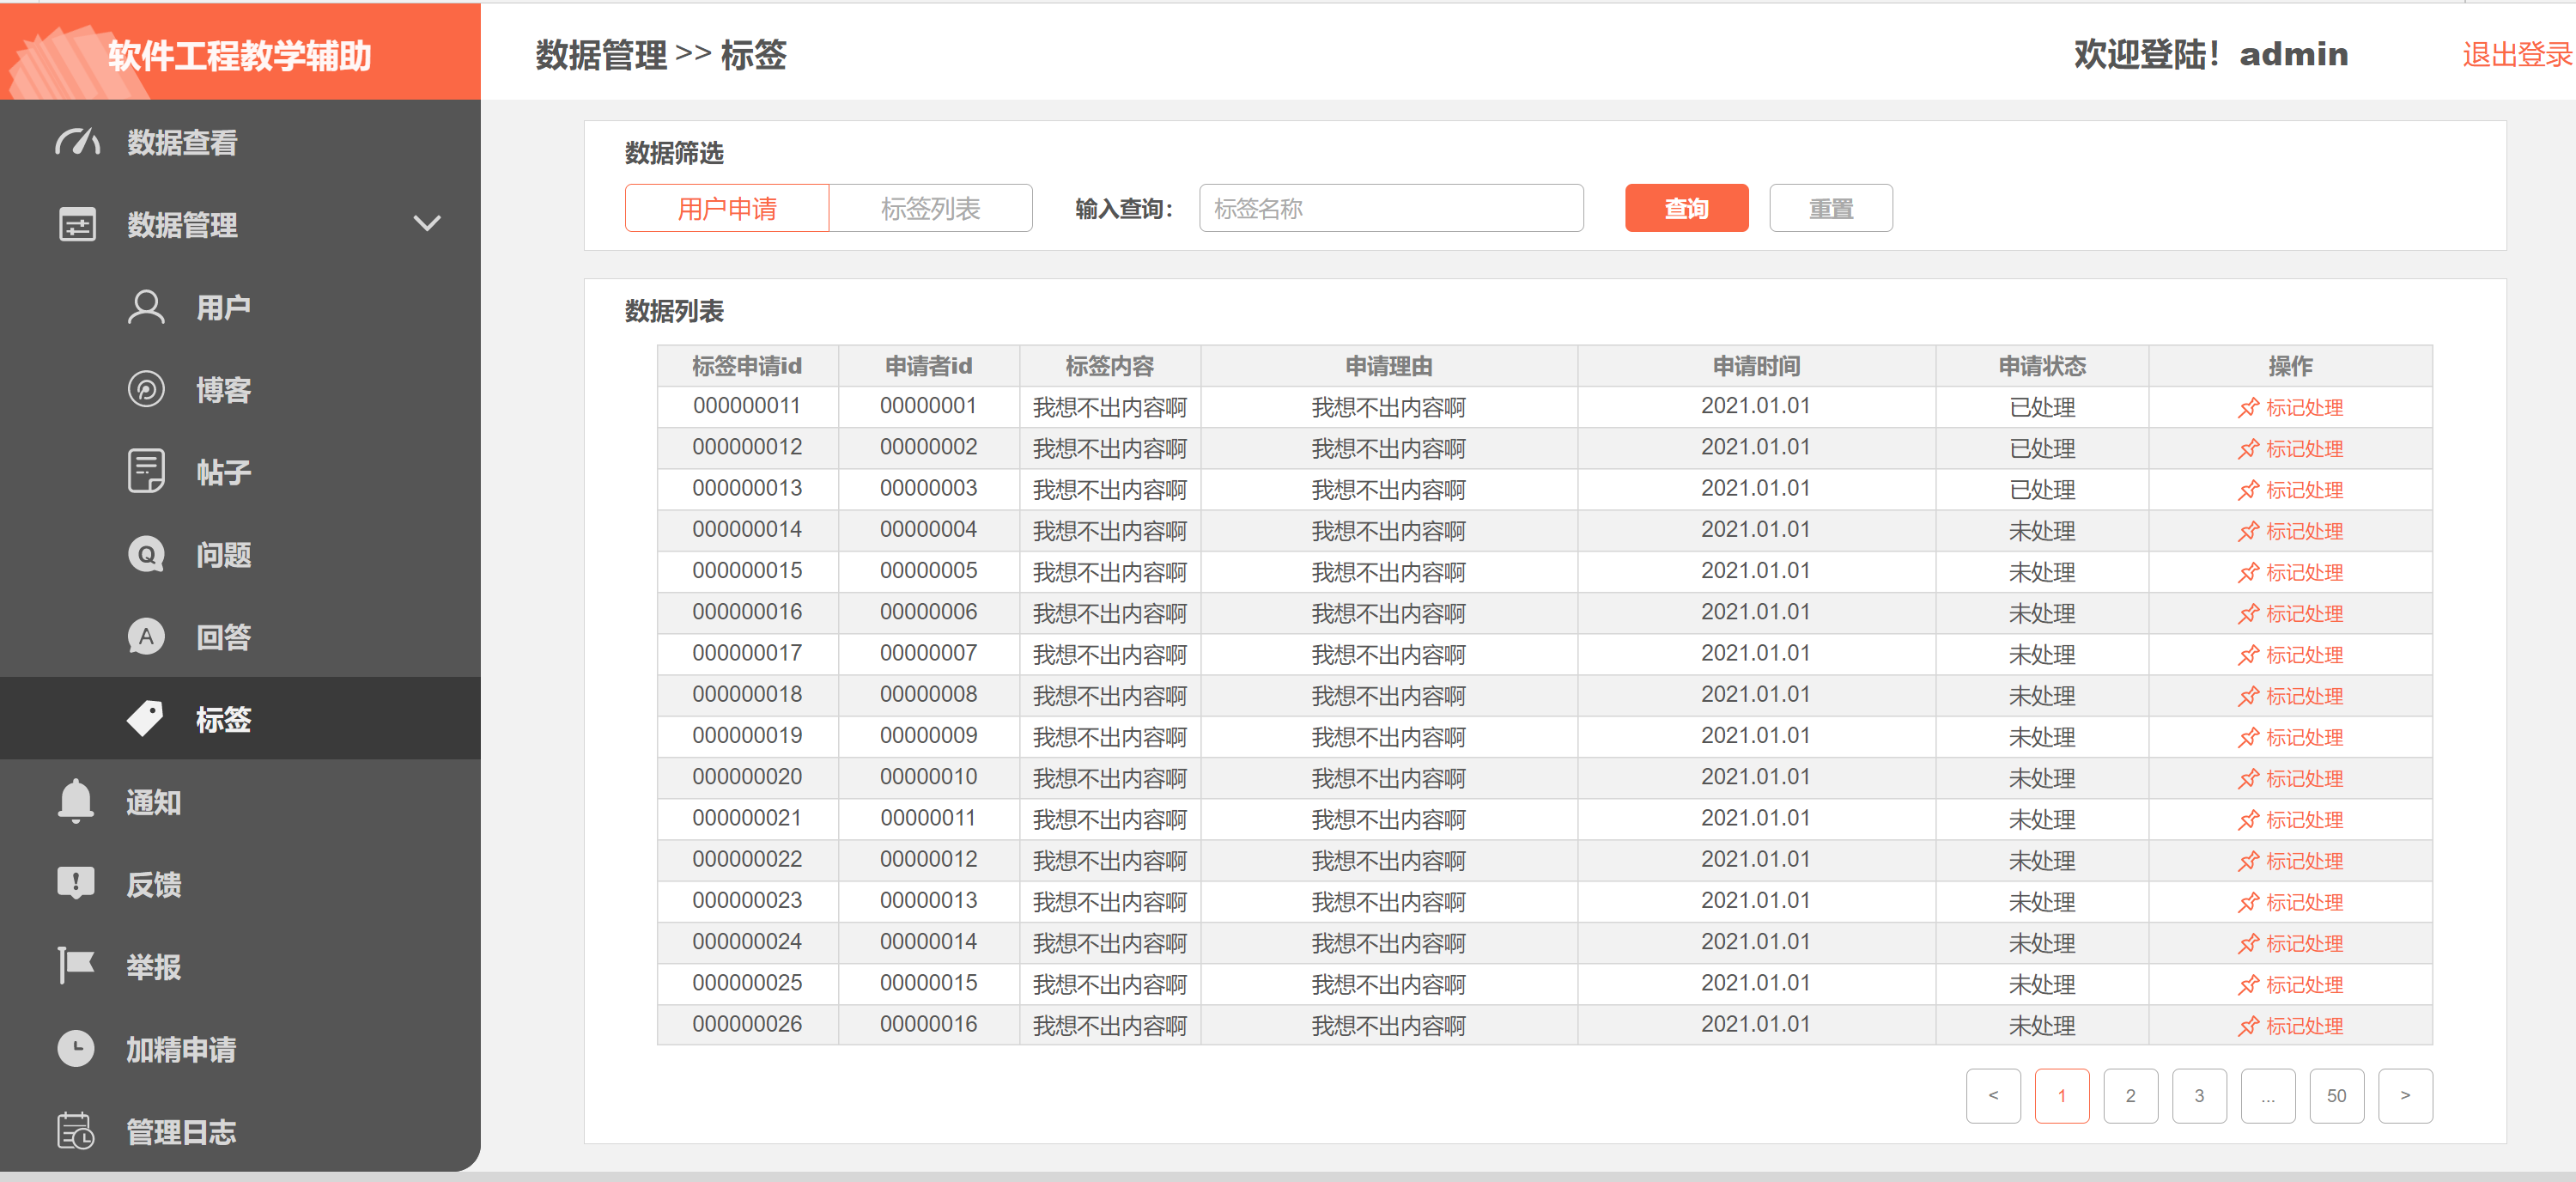 软件工程教学辅助
数据管理 >> 标签
欢迎登陆！admin
退出登录
数据查看
数据管理
用户
博客
帖子
Q 问题
A 回答
标签
通知
反馈
举报
加精申请
管理日志
数据筛选
用户申请 标签列表 输入查询： 标签名称 查询 重置
数据列表
标签申请id 申请者id 标签内容 申请理由 申请时间 申请状态 操作
000000011 00000001 我想不出内容啊 我想不出内容啊 2021.01.01 已处理 标记处理
000000012 00000002 我想不出内容啊 我想不出内容啊 2021.01.01 已处理 标记处理
000000013 00000003 我想不出内容啊 我想不出内容啊 2021.01.01 已处理 标记处理
000000014 00000004 我想不出内容啊 我想不出内容啊 2021.01.01 未处理 标记处理
000000015 00000005 我想不出内容啊 我想不出内容啊 2021.01.01 未处理 标记处理
000000016 00000006 我想不出内容啊 我想不出内容啊 2021.01.01 未处理 标记处理
000000017 00000007 我想不出内容啊 我想不出内容啊 2021.01.01 未处理 标记处理
000000018 00000008 我想不出内容啊 我想不出内容啊 2021.01.01 未处理 标记处理
000000019 00000009 我想不出内容啊 我想不出内容啊 2021.01.01 未处理 标记处理
000000020 00000010 我想不出内容啊 我想不出内容啊 2021.01.01 未处理 标记处理
000000021 00000011 我想不出内容啊 我想不出内容啊 2021.01.01 未处理 标记处理
000000022 00000012 我想不出内容啊 我想不出内容啊 2021.01.01 未处理 标记处理
000000023 00000013 我想不出内容啊 我想不出内容啊 2021.01.01 未处理 标记处理
000000024 00000014 我想不出内容啊 我想不出内容啊 2021.01.01 未处理 标记处理
000000025 00000015 我想不出内容啊 我想不出内容啊 2021.01.01 未处理 标记处理
000000026 00000016 我想不出内容啊 我想不出内容啊 2021.01.01 未处理 标记处理
< 1 2 3 ... 50 >